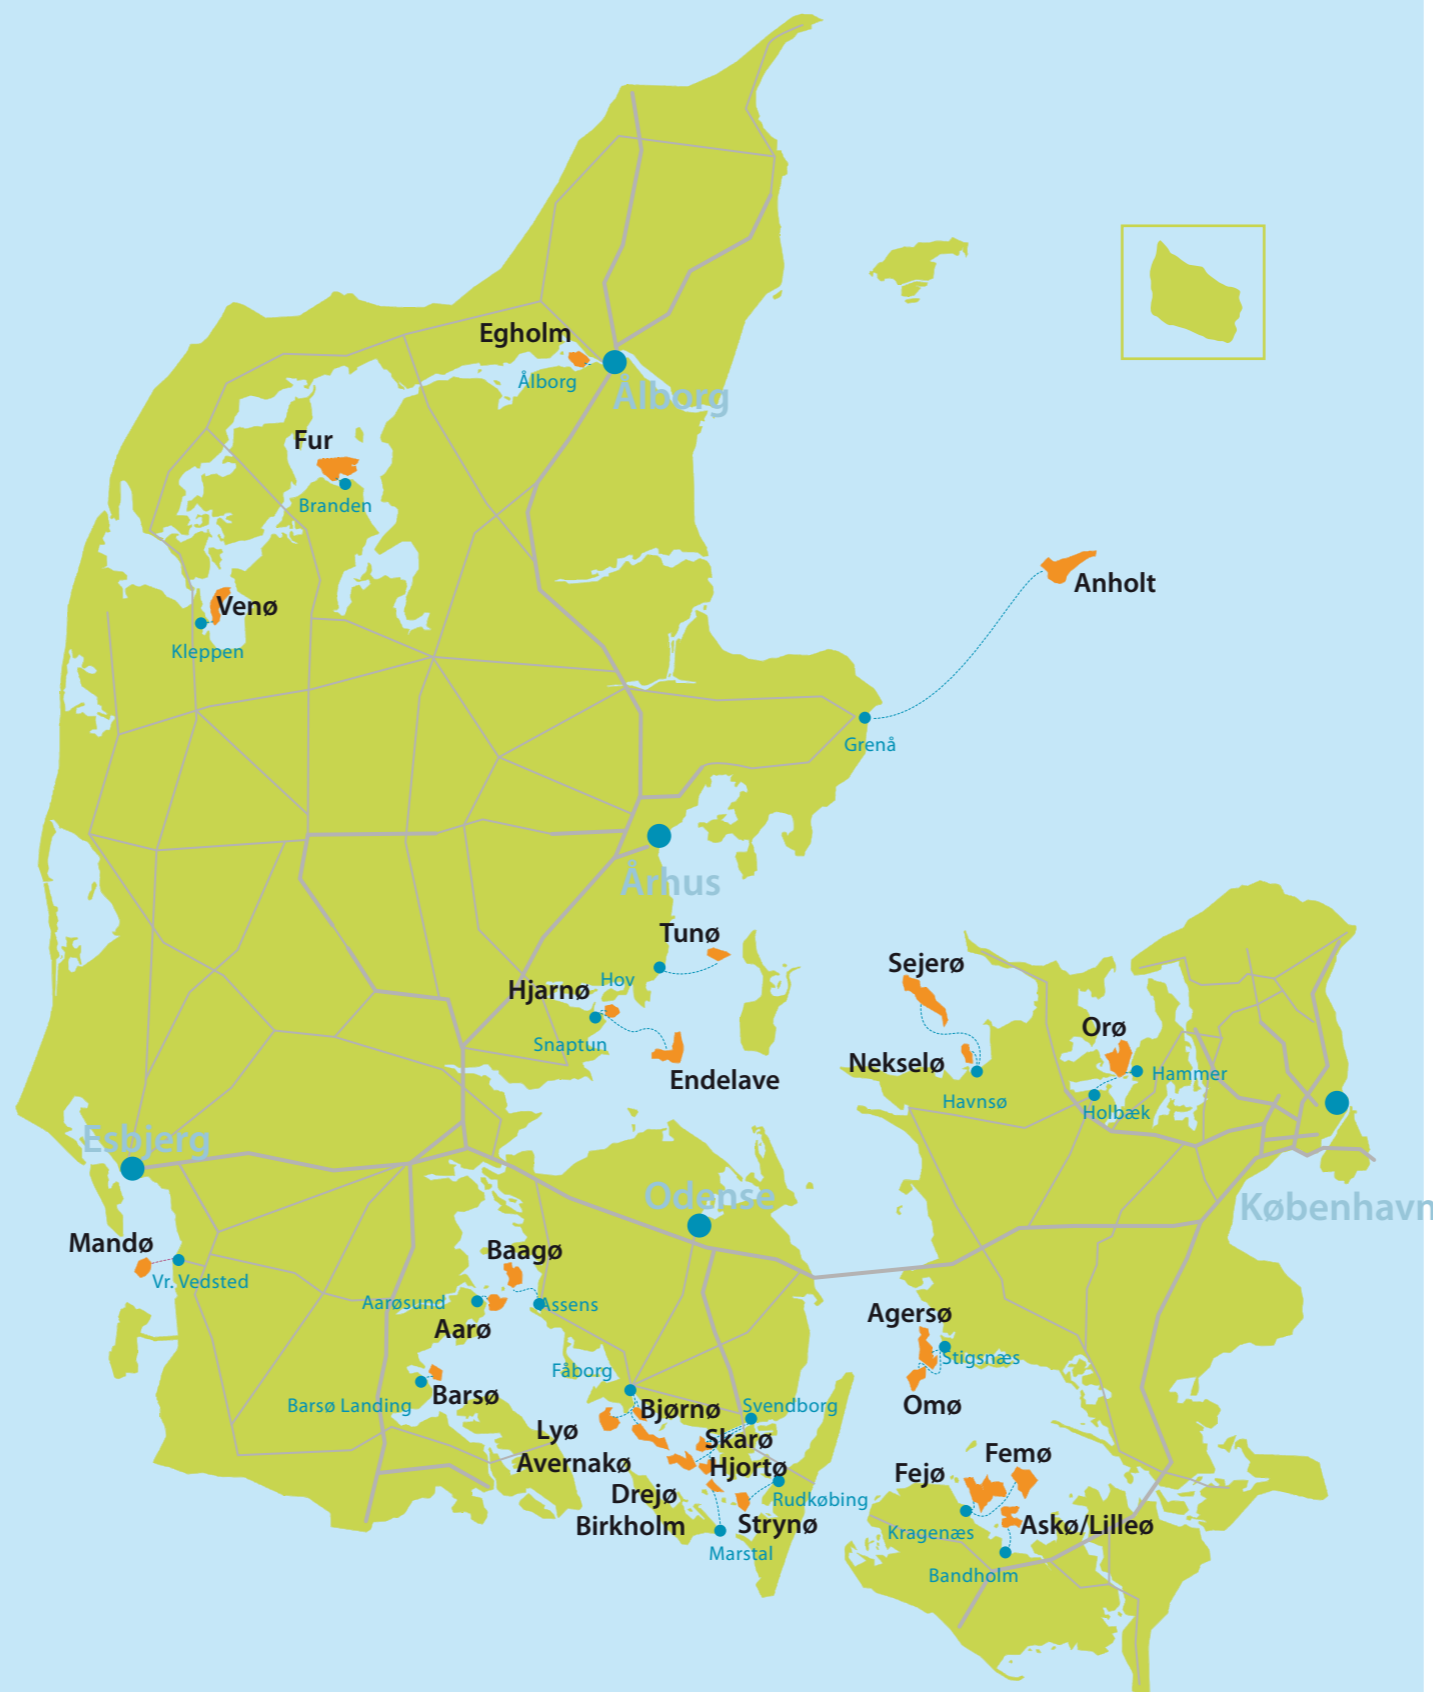 Egholm
Ålborg
Ålborg
Fur
Branden
Anholt
Venø
Kleppen
Grenå
Århus
Tunø
Sejerø
Hov
Hjarnø
Orø
Snaptun
Nekselø
Endelave
Hammer
Havnsø
Holbæk
Esbjerg
Odense
København
Mandø
Baagø
Vr. Vedsted
Aarøsund
Assens
Agersø
Aarø
Stigsnæs
Fåborg
Barsø
Barsø Landing
Omø
Bjørnø
Svendborg
Lyø
Skarø
Femø
Avernakø
Hjortø
Fejø
Drejø
Rudkøbing
Birkholm
Strynø
Askø/Lilleø
Kragenæs
Marstal
Bandholm